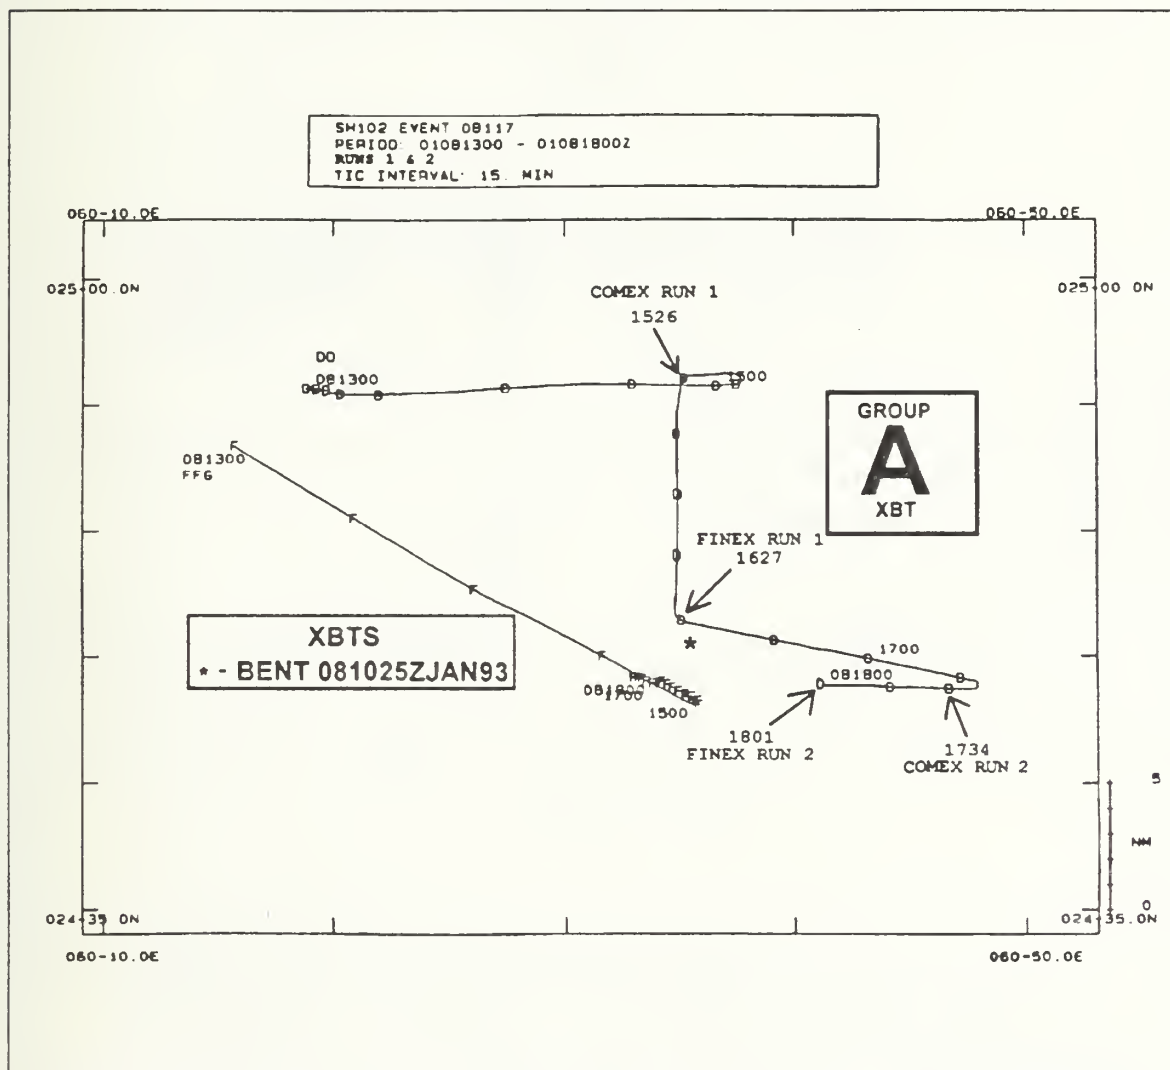 SH102 EVENT 08117
PERIOD: 01081300 - 01081800Z
RUNS 1 & 2
TIC INTERVAL: 15. MIN
060-10.0E
060-50.0E
025+00.0N
025+00 0N
COMEX RUN 1
1526
DD
081300
1500
GROUP
A
XBT
081300
FFG
FINEX RUN 1
1627
XBTS
* - BENT 081025ZJAN93
1700
081800
081800
1700
1500
1801
FINEX RUN 2
1734
COMEX RUN 2
5
NM
0
024+35 0N
024+35.0N
060-10.0E
060-50.0E